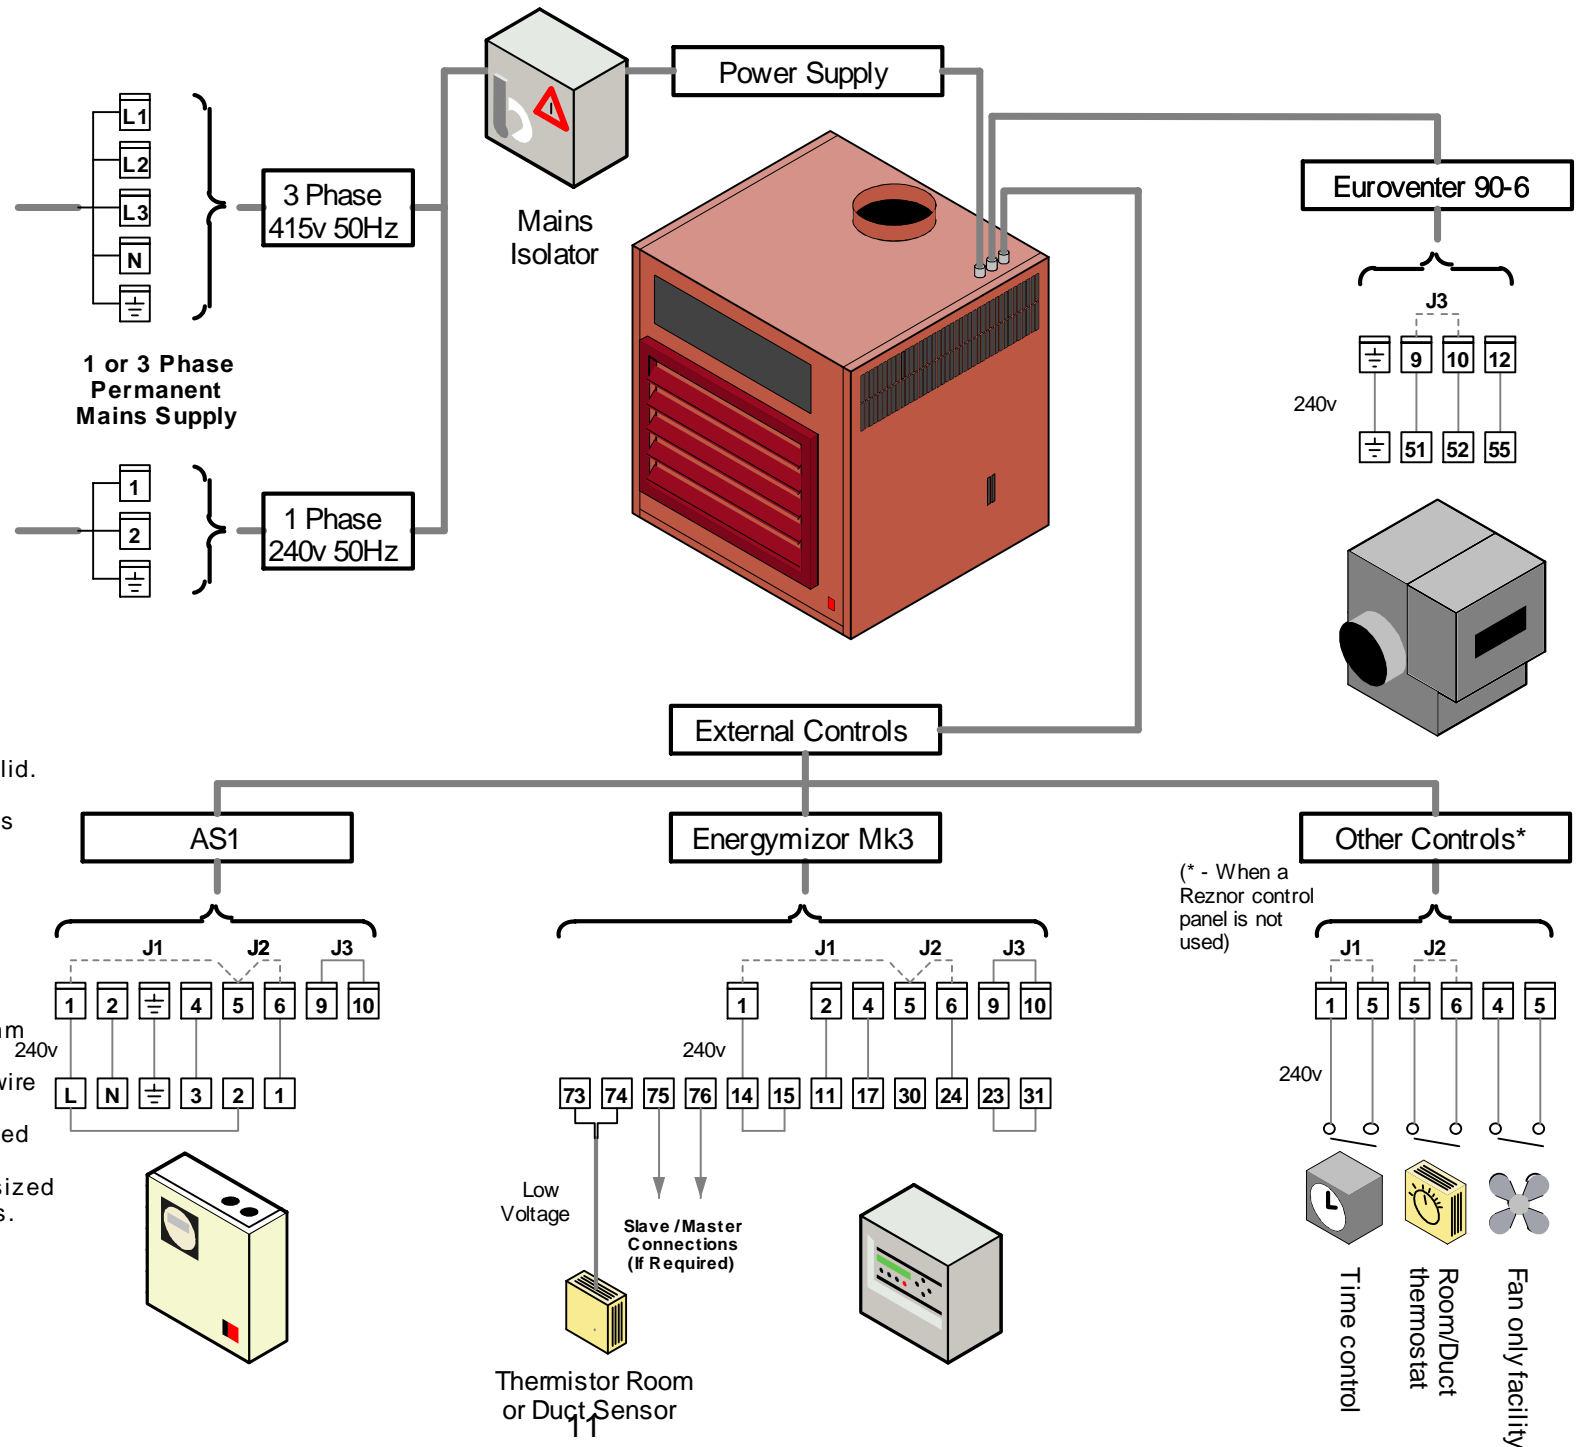 Power Supply
L1
L2
L3
N
3 Phase
415v 50Hz
Mains
Isolator
Euroventer 90-6
1 or 3 Phase
Permanent
Mains Supply
J3
9 10 12
240v
51 52 55
1
2
1 Phase
240v 50Hz
External Controls
lid.
s
AS1
Energymizor Mk3
Other Controls*
(* - When a
Reznor control
panel is not
used)
J1 J2 J3
1 2 4 5 6 9 10
240v
L N 3 2 1
m
wire
ed
sized
s.
J1 J2 J3
1 2 4 5 6 9 10
240v
73 74 75 76 14 15 11 17 30 24 23 31
Low
Voltage
Slave/Master
Connections
(If Required)
Thermistor Room
or Duct Sensor
J1 J2
1 5 5 6 4 5
240v
Time control
Room/Duct
thermostat
Fan only facility
11